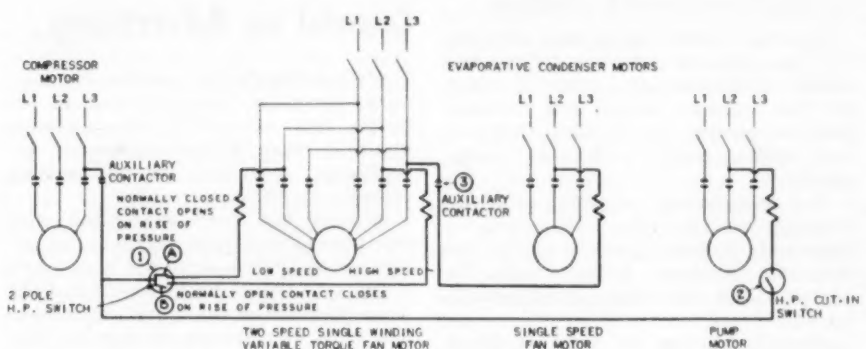 L1 L2 L3
COMPRESSOR
MOTOR
EVAPORATIVE CONDENSER MOTORS
L1 L2 L3
L1 L2 L3
L1 L2 L3
AUXILIARY
CONTACTOR
NORMALLY CLOSED
CONTACT OPENS
ON RISE OF
PRESSURE
3
AUXILIARY
CONTACTOR
1
A
LOW SPEED
HIGH SPEED
2
2 POLE
H.P. SWITCH
B
NORMALLY OPEN CONTACT CLOSES
ON RISE OF PRESSURE
H.P. CUT-IN
SWITCH
TWO SPEED SINGLE WINDING
VARIABLE TORQUE FAN MOTOR
SINGLE SPEED
FAN MOTOR
PUMP
MOTOR